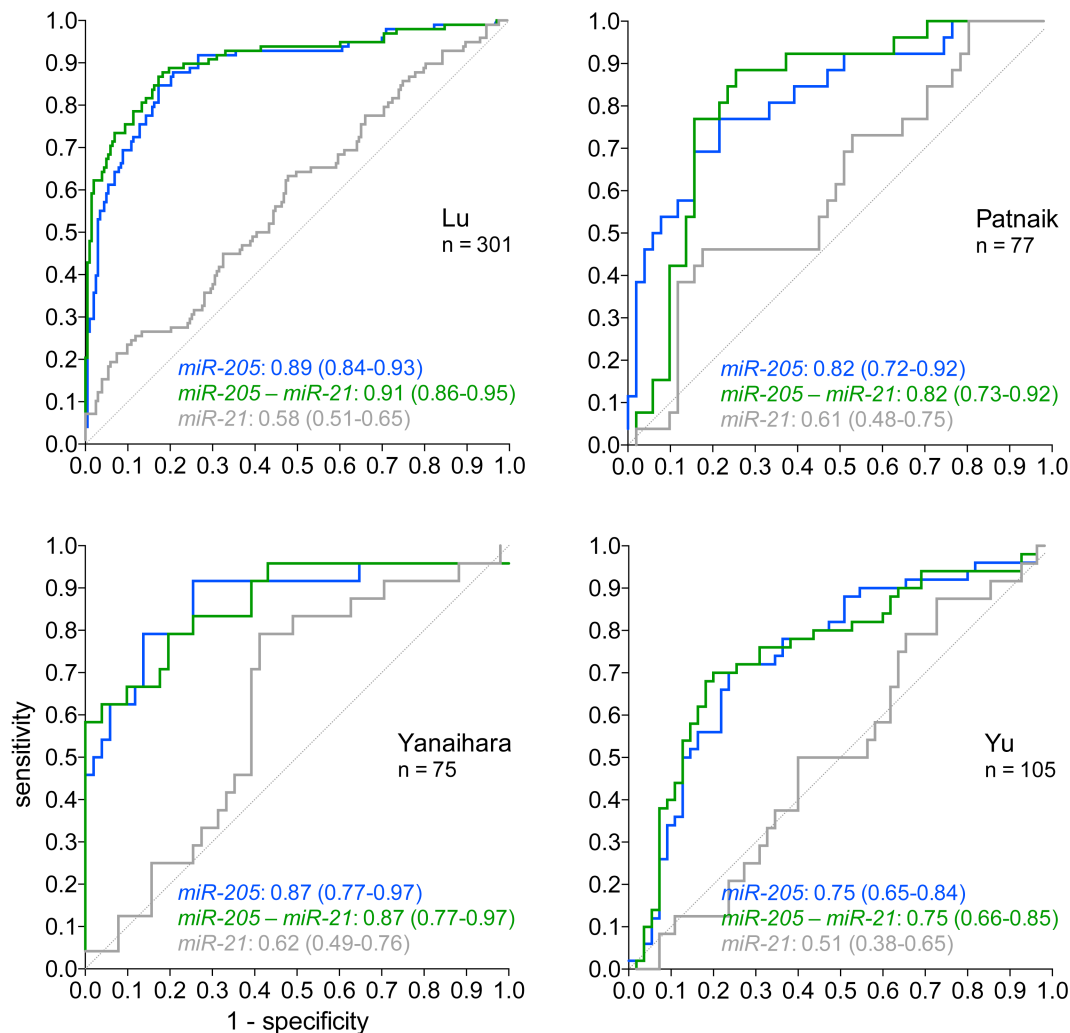 1.0
0.9
0.8
0.7
0.6
0.5
0.4
0.3
0.2
0.1
0.0
Lu
n = 301
miR-205: 0.89 (0.84-0.93)
miR-205 – miR-21: 0.91 (0.86-0.95)
miR-21: 0.58 (0.51-0.65)
0.0 0.1 0.2 0.3 0.4 0.5 0.6 0.7 0.8 0.9 1.0
1.0
0.9
0.8
0.7
0.6
0.5
0.4
0.3
0.2
0.1
0.0
Patnaik
n = 77
miR-205: 0.82 (0.72-0.92)
miR-205 – miR-21: 0.82 (0.73-0.92)
miR-21: 0.61 (0.48-0.75)
0.0 0.1 0.2 0.3 0.4 0.5 0.6 0.7 0.8 0.9 1.0
sensitivity
1.0
0.9
0.8
0.7
0.6
0.5
0.4
0.3
0.2
0.1
0.0
Yanaihara
n = 75
miR-205: 0.87 (0.77-0.97)
miR-205 – miR-21: 0.87 (0.77-0.97)
miR-21: 0.62 (0.49-0.76)
0.0 0.1 0.2 0.3 0.4 0.5 0.6 0.7 0.8 0.9 1.0
1 - specificity
1.0
0.9
0.8
0.7
0.6
0.5
0.4
0.3
0.2
0.1
0.0
Yu
n = 105
miR-205: 0.75 (0.65-0.84)
miR-205 – miR-21: 0.75 (0.66-0.85)
miR-21: 0.51 (0.38-0.65)
0.0 0.1 0.2 0.3 0.4 0.5 0.6 0.7 0.8 0.9 1.0